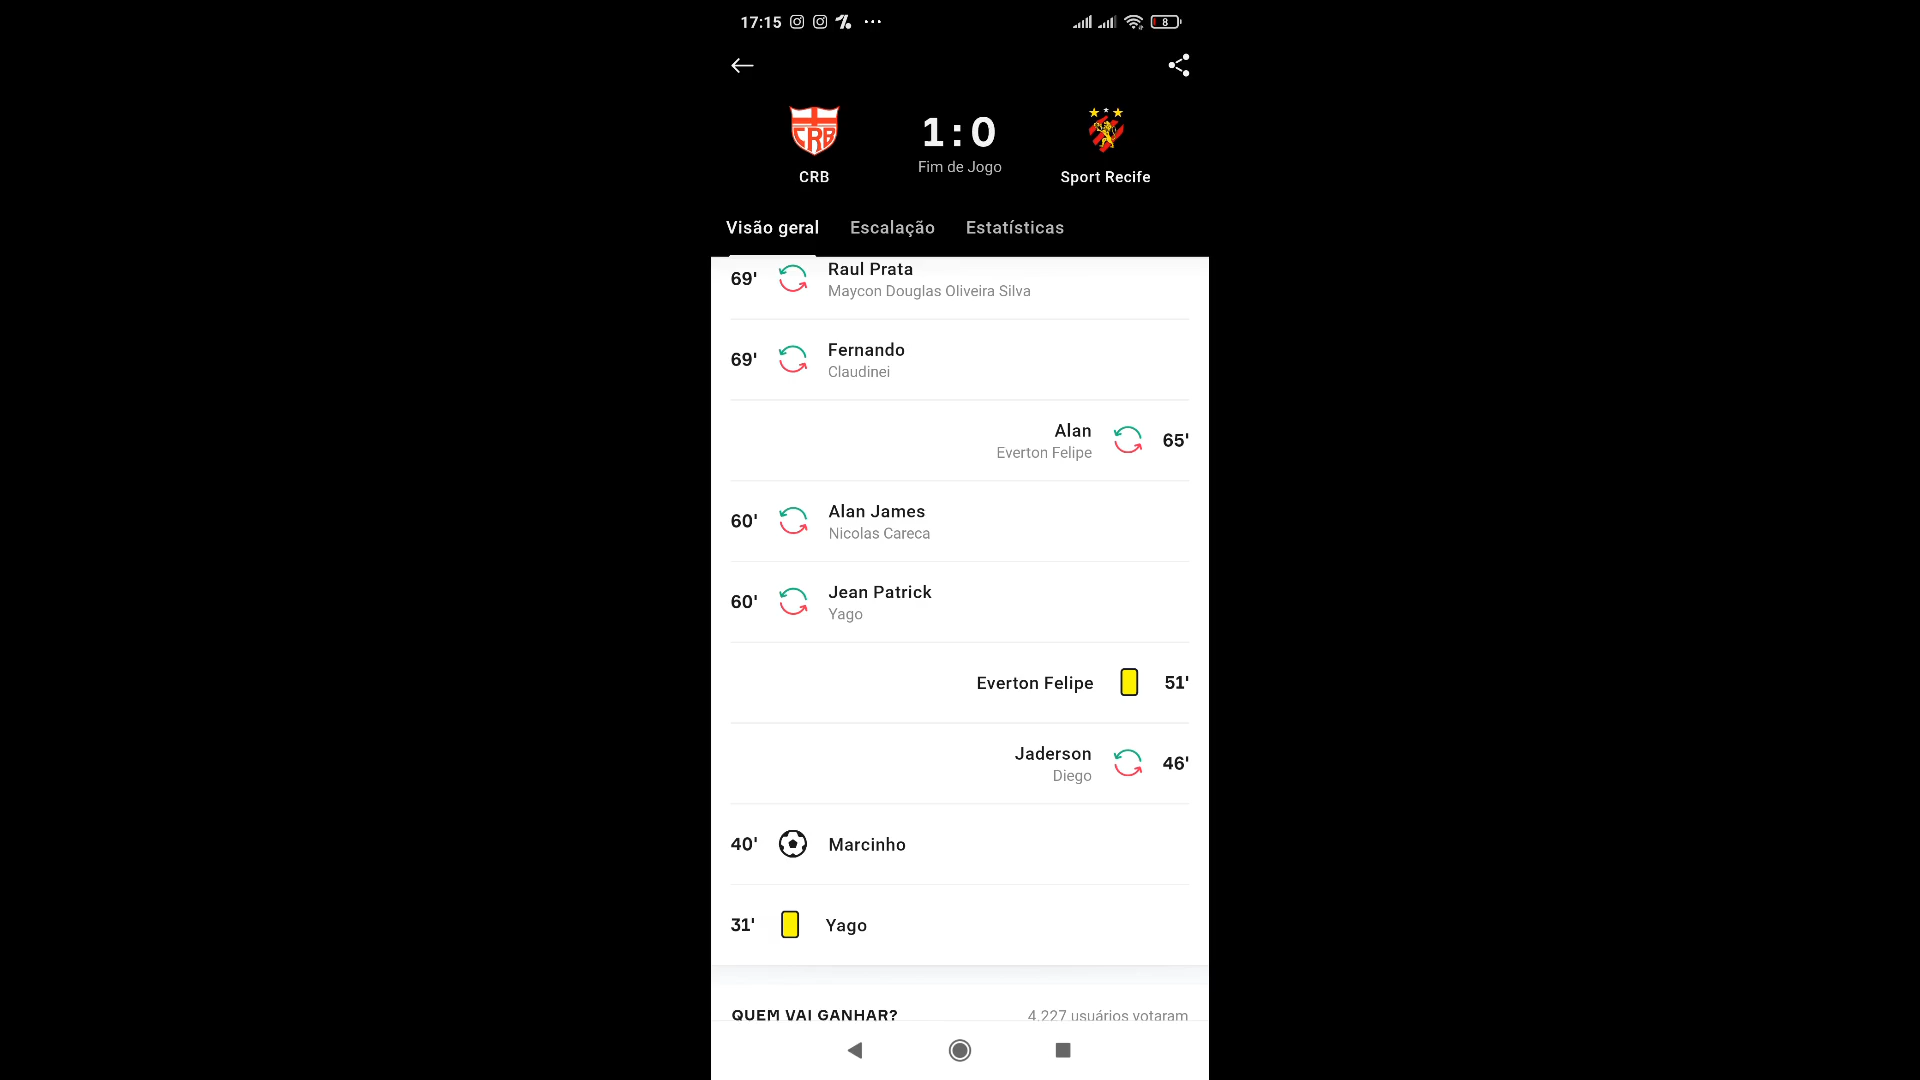 17:15
8
CRB
1:0
Fim de Jogo
CRB
Sport Recife
Visão geral Escalação Estatísticas
69' Raul Prata
Maycon Douglas Oliveira Silva
69' Fernando
Claudinei
Alan 65'
Everton Felipe
60' Alan James
Nicolas Careca
60' Jean Patrick
Yago
Everton Felipe 51'
Jaderson 46'
Diego
40' Marcinho
31' Yago
QUEM VAI GANHAR? 4.227 usuários votaram